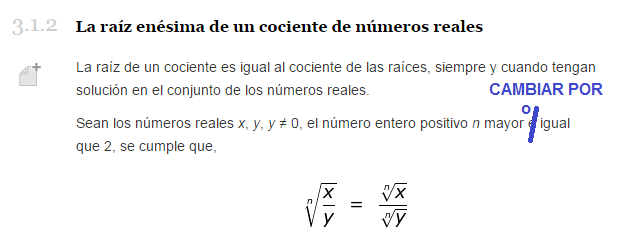 3.1.2 La raíz enésima de un cociente de números reales
La raíz de un cociente es igual al cociente de las raíces, siempre y cuando tengan
solución en el conjunto de los números reales.
CAMBIAR POR
o
Sean los números reales x, y, y ≠ 0, el número entero positivo n mayor e igual
que 2, se cumple que,
ⁿ√(x/y) = ⁿ√x / ⁿ√y